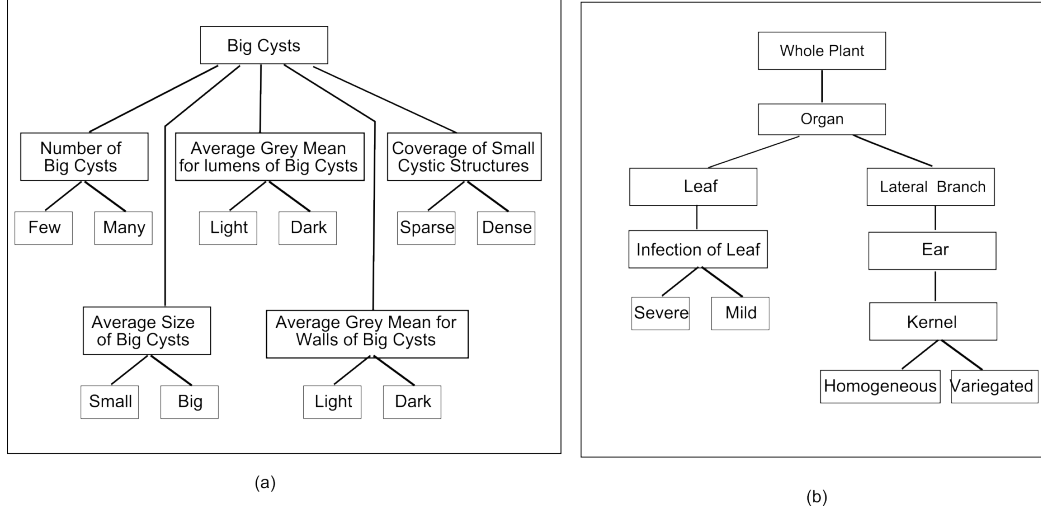 Big Cysts
Number of
Big Cysts
Average Grey Mean
for lumens of Big Cysts
Coverage of Small
Cystic Structures
Few
Many
Light
Dark
Sparse
Dense
Average Size
of Big Cysts
Average Grey Mean for
Walls of Big Cysts
Small
Big
Light
Dark
(a)
Whole Plant
Organ
Leaf
Lateral Branch
Infection of Leaf
Ear
Severe
Mild
Kernel
Homogeneous
Variegated
(b)